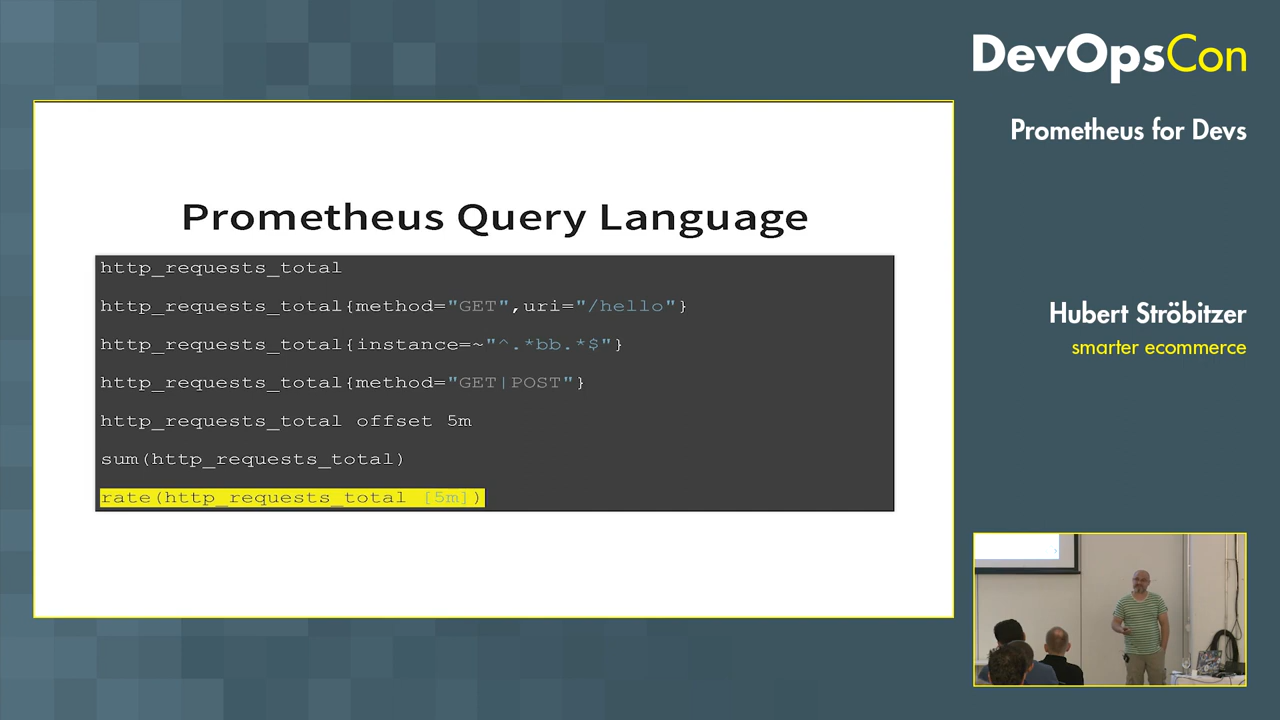 DevOpsCon
Prometheus for Devs
Prometheus Query Language
http_requests_total
http_requests_total{method="GET",uri="/hello"}
http_requests_total{instance=~"^.*bb.*$"}
http_requests_total{method="GET|POST"}
http_requests_total offset 5m
sum(http_requests_total)
rate(http_requests_total [5m])
Hubert Ströbitzer
smarter ecommerce